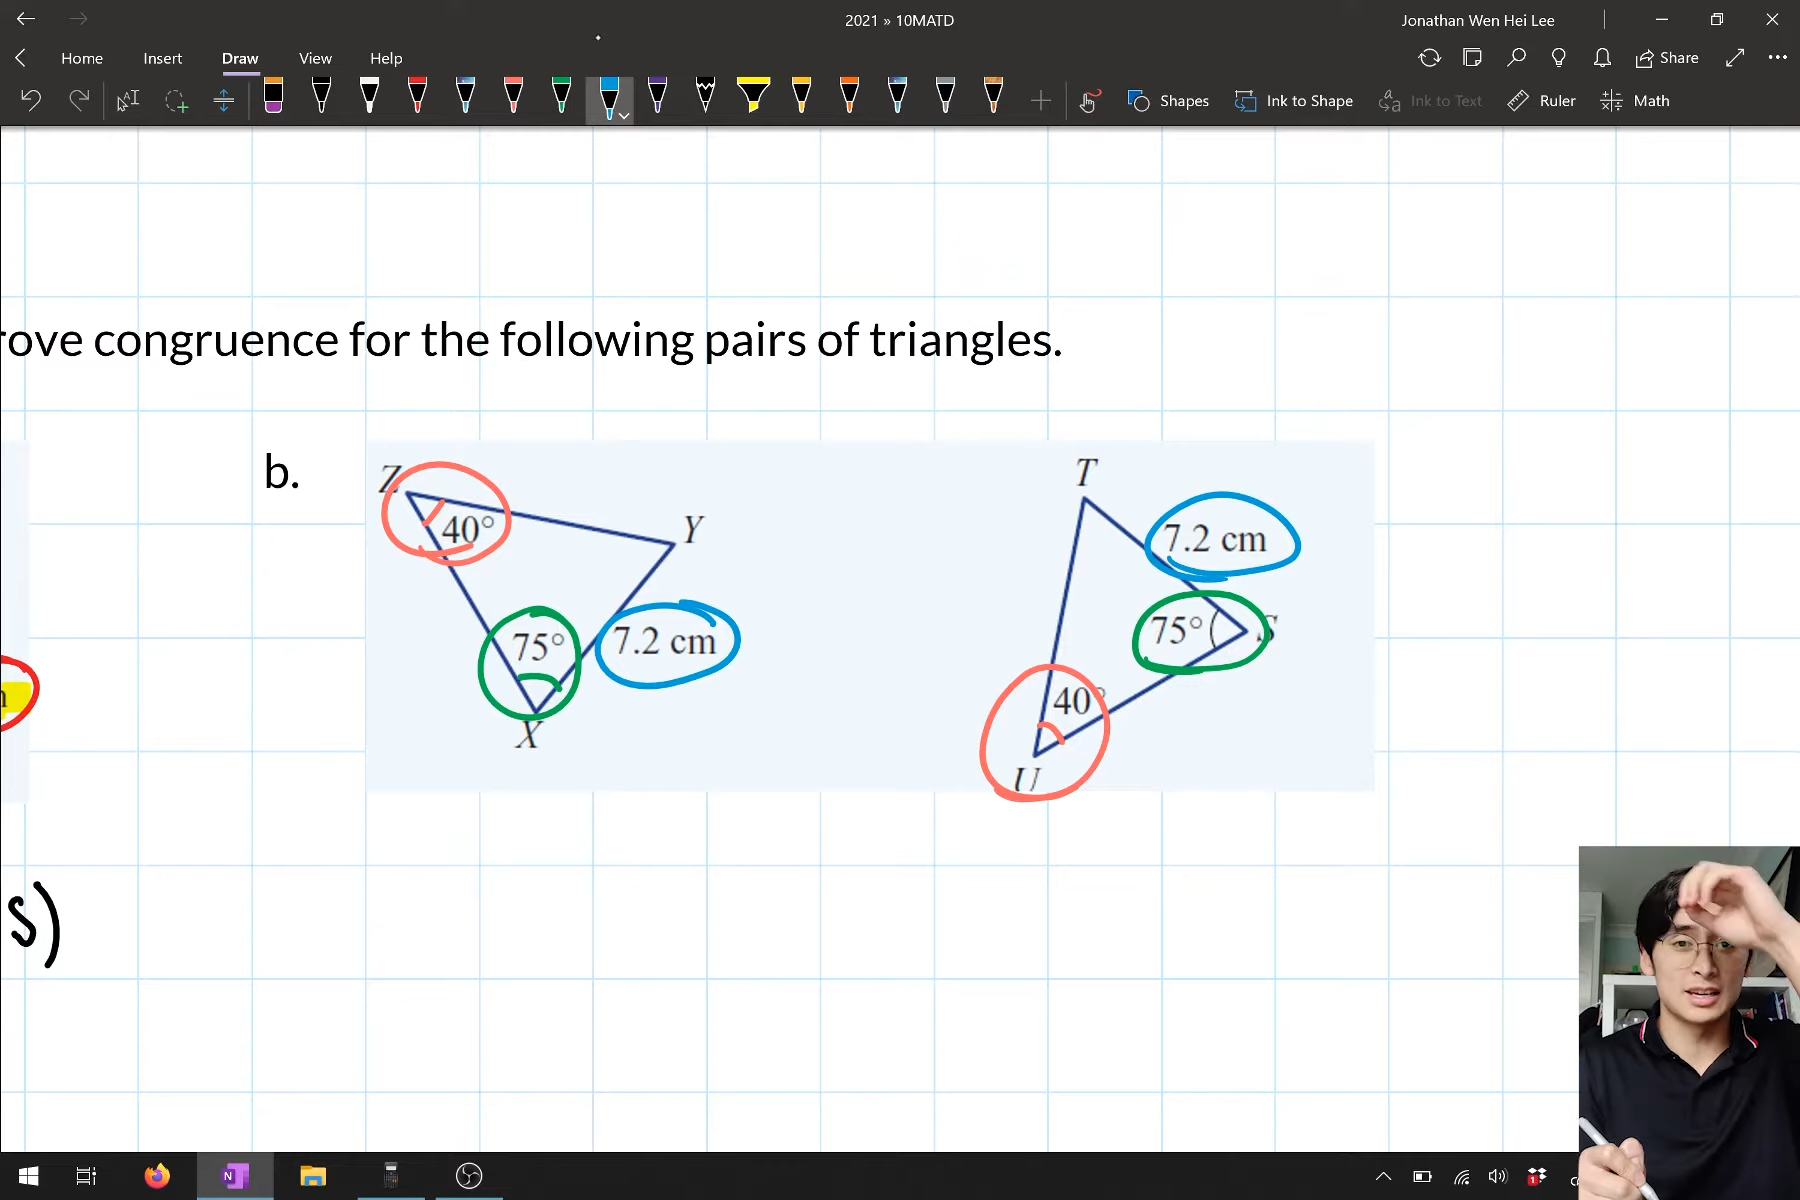 2021 » 10MATD
Jonathan Wen Hei Lee
Home Insert Draw View Help
Share
Shapes Ink to Shape Ink to Text Ruler Math
rove congruence for the following pairs of triangles.
b.
Z
40°
Y
75°
7.2 cm
X
T
7.2 cm
75°
S
40°
U
s)
N
1